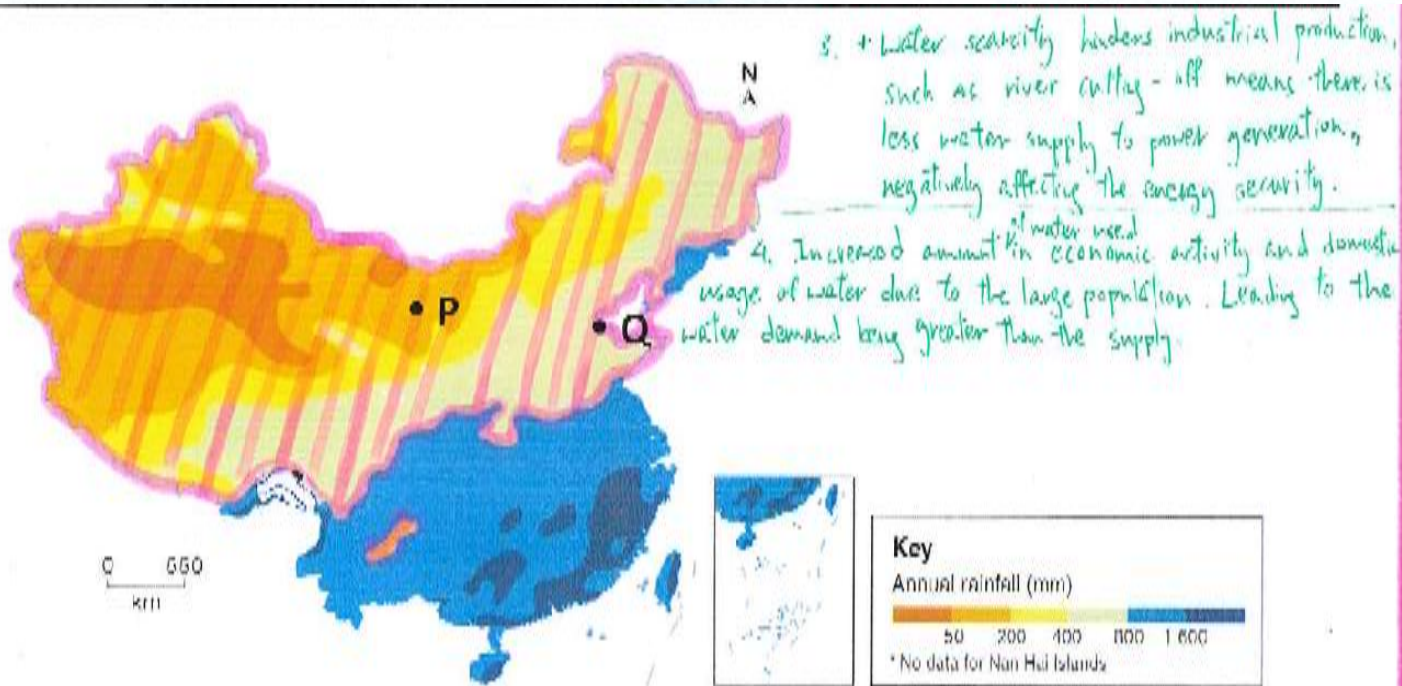 3. + Water scarcity hinders industrial production,
such as river cutting-off means there is
less water supply to power generation,
negatively affecting the energy security.
of water used
4. Increased amount in economic activity and domestic
usage of water due to the large population. Leading to the
water demand being greater than the supply
N
P
Q
0 660
km
Key
Annual rainfall (mm)
50 200 400 800 1 600
* No data for Nan Hai Islands